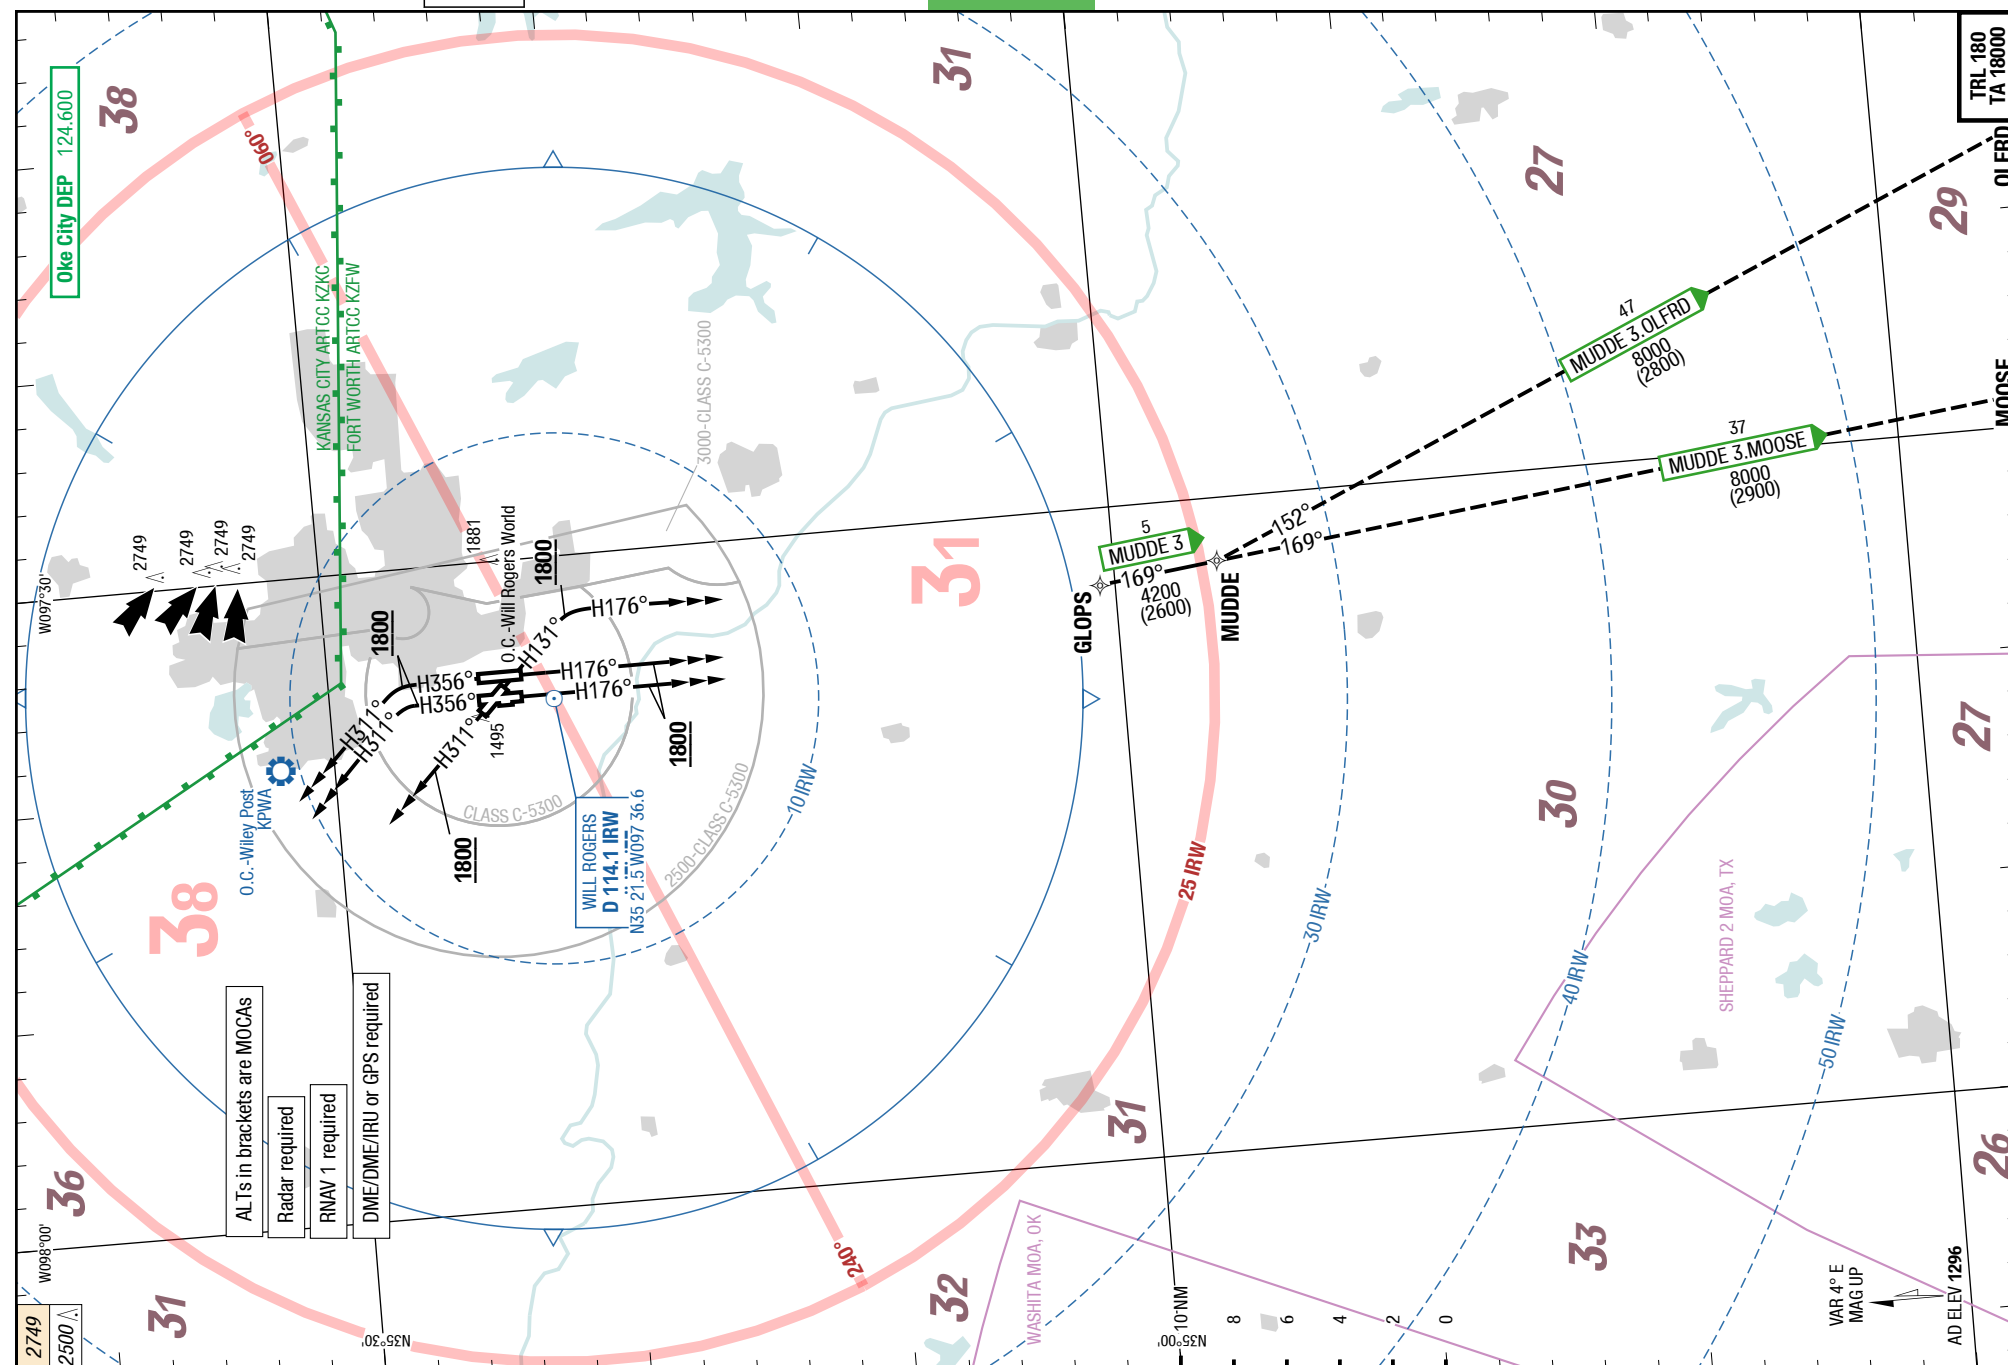 Oke City DEP 124.600
TRL 180
TA 18000
38
31
27
29
OLFRD
060°
KANSAS CITY ARTCC KZKC
FORT WORTH ARTCC KZFW
3000-CLASS C-5300
47
MUDDE 3.OLFRD
8000
(2800)
37
MUDDE 3.MOOSE
8000
(2900)
MOOSE
2749
2749
2749
2749
W097°30'
1881
O.C.-Will Rogers World
1800
1800
31
5
MUDDE 3
169°
4200
(2600)
GLOPS
MUDDE
152°
169°
H131°
H176°
H176°
H176°
H356°
H356°
H311°
H311°
H311°
1495
1800
1800
O.C.-Wiley Post
KPWA
CLASS C-5300
2500-CLASS C-5300
10 IRW
WILL ROGERS
D 114.1 IRW
N35 21.5 W097 36.6
38
25 IRW
30 IRW
40 IRW
50 IRW
30
27
SHEPPARD 2 MOA, TX
ALTs in brackets are MOCAs
Radar required
RNAV 1 required
DME/DME/IRU or GPS required
36
31
26
33
32
31
W098°00'
240°
WASHITA MOA, OK
N35°30'
N35°00'
10 NM
8
6
4
2
0
VAR 4° E
MAG UP
AD ELEV 1296
2749
2500